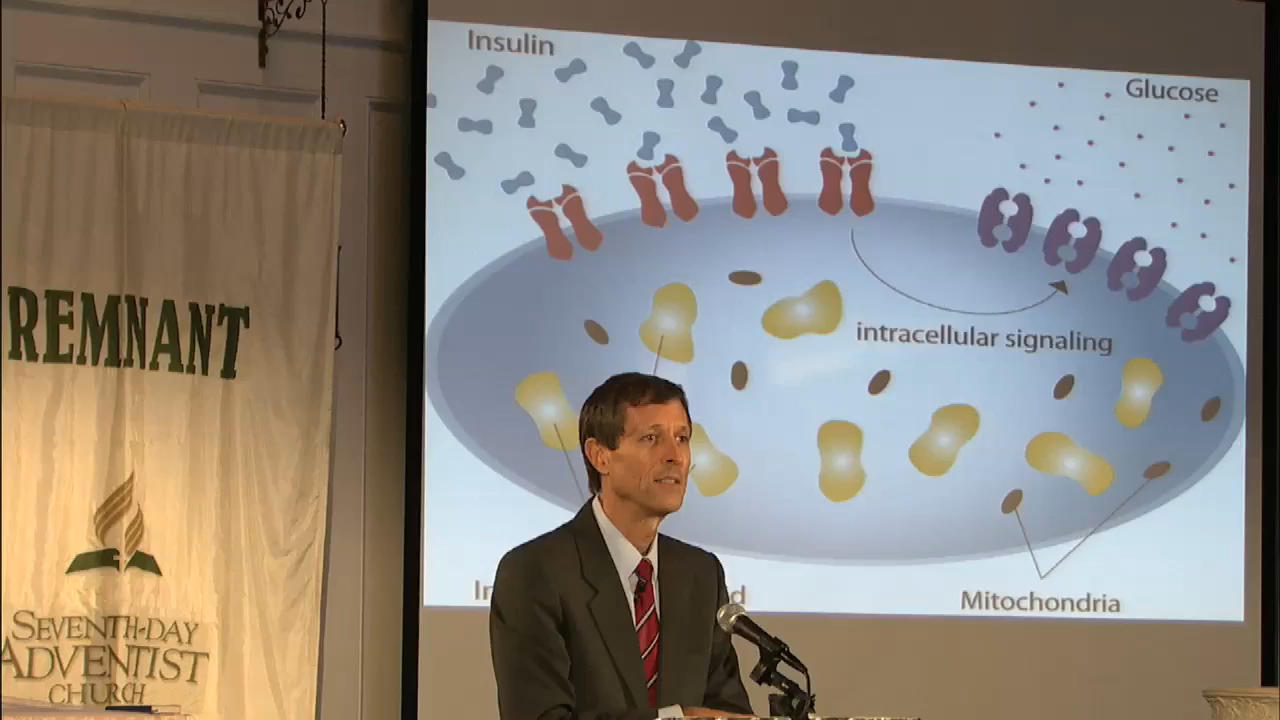 Insulin
Glucose
intracellular signaling
Mitochondria
REMNANT
SEVENTH-DAY
ADVENTIST
CHURCH